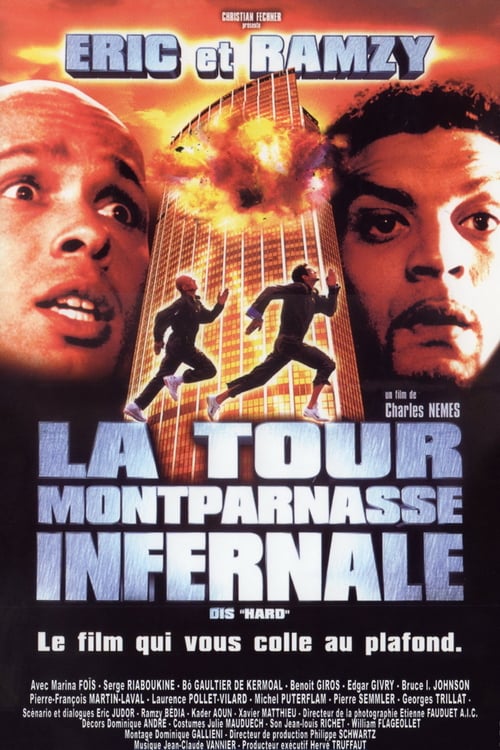 CHRISTIAN FECHNER
présente
ERIC et RAMZY
un film de
Charles NEMES
LA TOUR
MONTPARNASSE
INFERNALE
DIS "HARD"
Le film qui vous colle au plafond.
Avec Marina FOÏS - Serge RIABOUKINE - Bô GAULTIER DE KERMOAL - Benoit GIROS - Edgar GIVRY - Bruce I. JOHNSON
Pierre-François MARTIN-LAVAL - Laurence POLLET-VILARD - Michel PUTERFLAM - Pierre SEMMLER - Georges TRILLAT -
Scénario et dialogues Eric JUDOR - Ramzy BEDIA - Kader AOUN - Xavier MATTHIEU - Directeur de la photographie Etienne FAUDUET A.I.C.
Décors Dominique ANDRÉ - Costumes Julie MAUDUECH - Son Jean-louis RICHET - William FLAGEOLLET
Montage Dominique GALLIENI - Directeur de production Philippe SCHWARTZ
Musique Jean-Claude VANNIER - Producteur exécutif Hervé TRUFFAUT